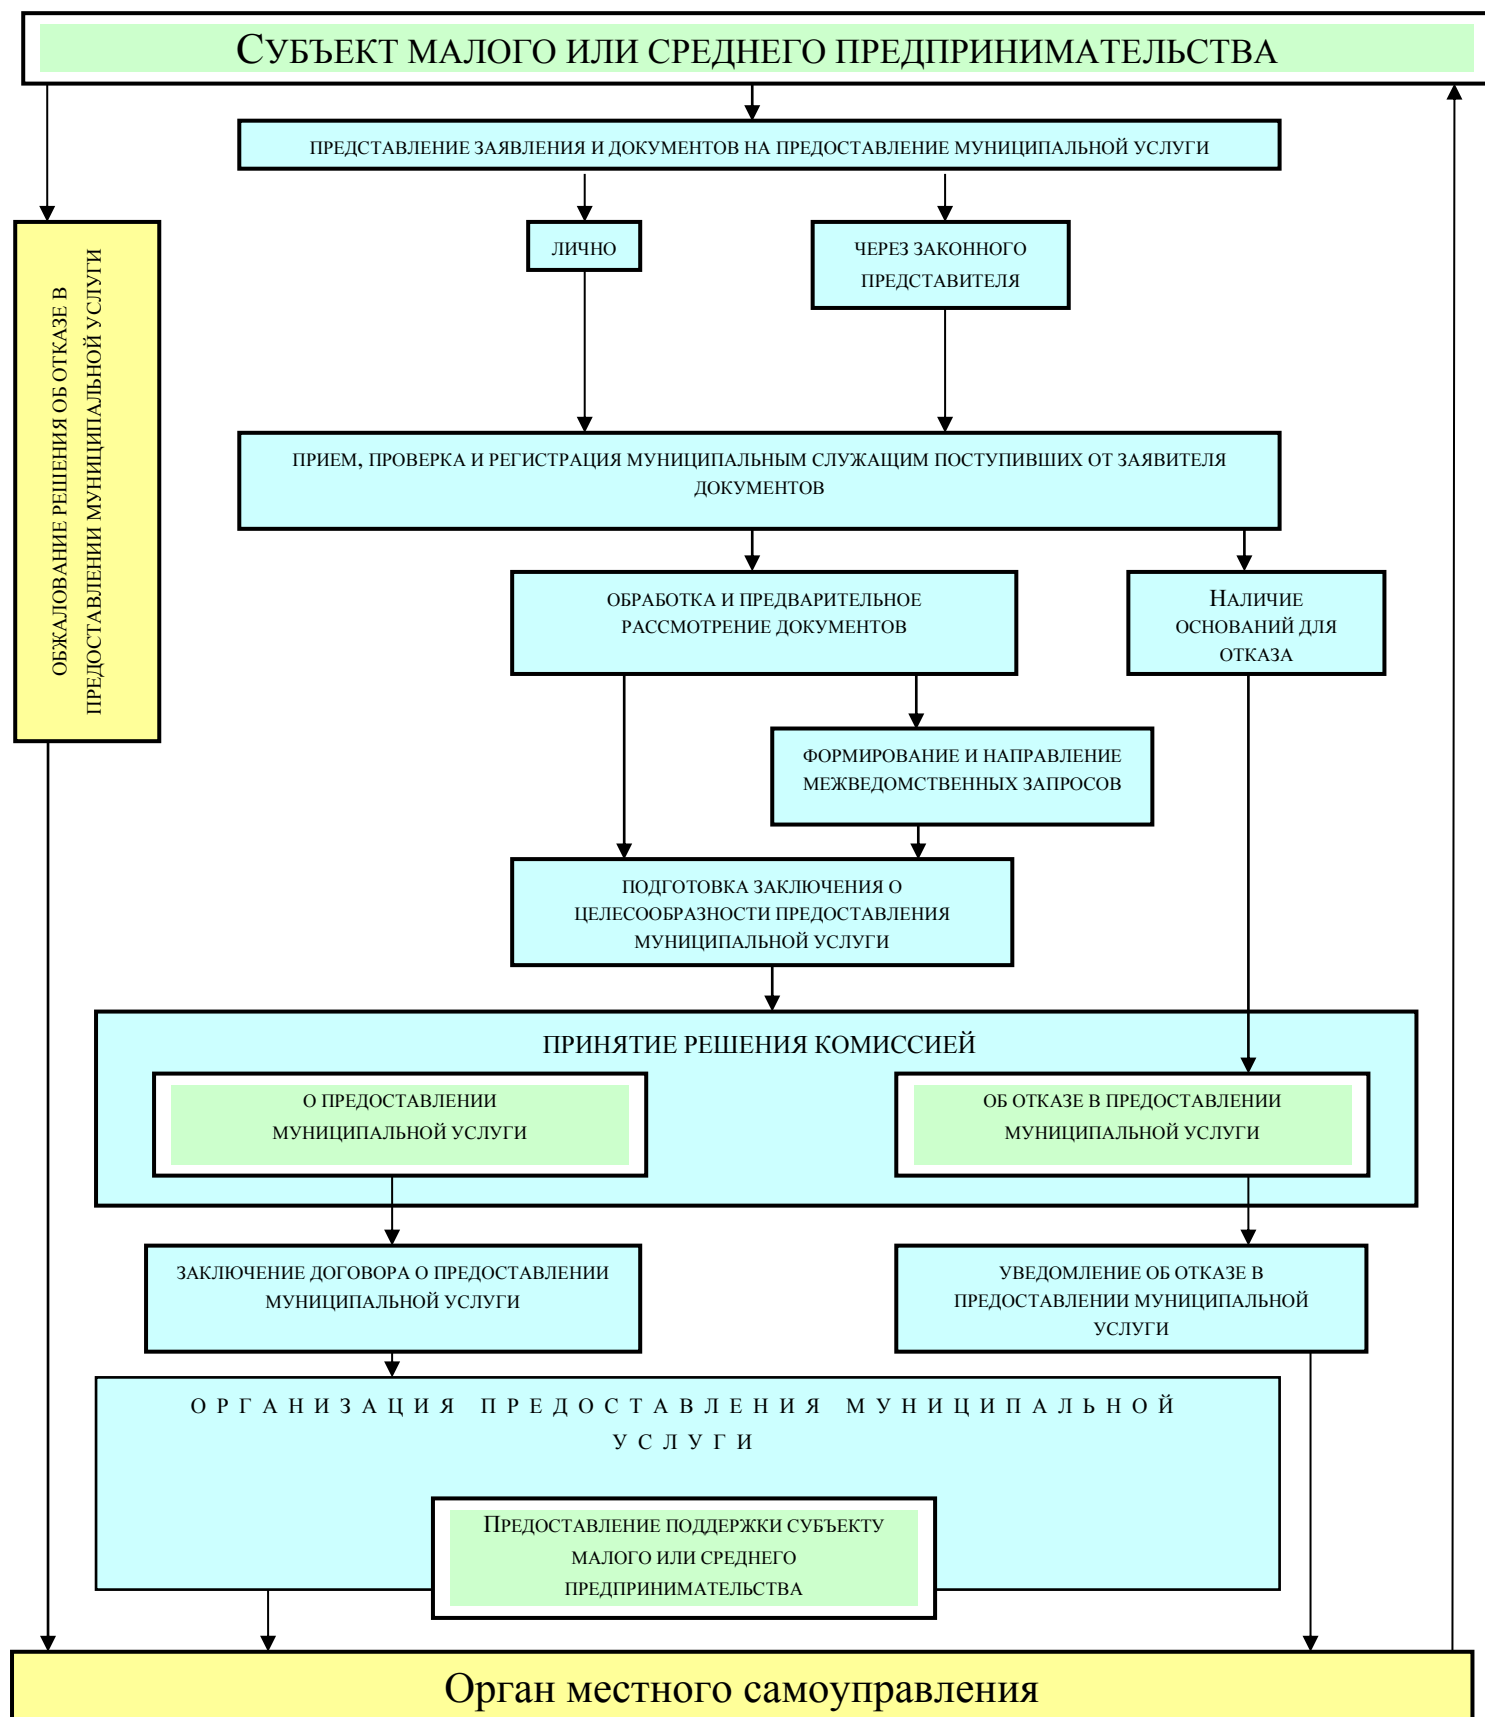 СУБЪЕКТ МАЛОГО ИЛИ СРЕДНЕГО ПРЕДПРИНИМАТЕЛЬСТВА
ПРЕДСТАВЛЕНИЕ ЗАЯВЛЕНИЯ И ДОКУМЕНТОВ НА ПРЕДОСТАВЛЕНИЕ МУНИЦИПАЛЬНОЙ УСЛУГИ
ЛИЧНО
ЧЕРЕЗ ЗАКОННОГО
ПРЕДСТАВИТЕЛЯ
ОБЖАЛОВАНИЕ РЕШЕНИЯ ОБ ОТКАЗЕ В
ПРЕДОСТАВЛЕНИИ МУНИЦИПАЛЬНОЙ УСЛУГИ
ПРИЕМ, ПРОВЕРКА И РЕГИСТРАЦИЯ МУНИЦИПАЛЬНЫМ СЛУЖАЩИМ ПОСТУПИВШИХ ОТ ЗАЯВИТЕЛЯ
ДОКУМЕНТОВ
ОБРАБОТКА И ПРЕДВАРИТЕЛЬНОЕ
РАССМОТРЕНИЕ ДОКУМЕНТОВ
НАЛИЧИЕ
ОСНОВАНИЙ ДЛЯ
ОТКАЗА
ФОРМИРОВАНИЕ И НАПРАВЛЕНИЕ
МЕЖВЕДОМСТВЕННЫХ ЗАПРОСОВ
ПОДГОТОВКА ЗАКЛЮЧЕНИЯ О
ЦЕЛЕСООБРАЗНОСТИ ПРЕДОСТАВЛЕНИЯ
МУНИЦИПАЛЬНОЙ УСЛУГИ
ПРИНЯТИЕ РЕШЕНИЯ КОМИССИЕЙ
О ПРЕДОСТАВЛЕНИИ
МУНИЦИПАЛЬНОЙ УСЛУГИ
ОБ ОТКАЗЕ В ПРЕДОСТАВЛЕНИИ
МУНИЦИПАЛЬНОЙ УСЛУГИ
ЗАКЛЮЧЕНИЕ ДОГОВОРА О ПРЕДОСТАВЛЕНИИ
МУНИЦИПАЛЬНОЙ УСЛУГИ
УВЕДОМЛЕНИЕ ОБ ОТКАЗЕ В
ПРЕДОСТАВЛЕНИИ МУНИЦИПАЛЬНОЙ
УСЛУГИ
ОРГАНИЗАЦИЯ ПРЕДОСТАВЛЕНИЯ МУНИЦИПАЛЬНОЙ
УСЛУГИ
ПРЕДОСТАВЛЕНИЕ ПОДДЕРЖКИ СУБЪЕКТУ
МАЛОГО ИЛИ СРЕДНЕГО
ПРЕДПРИНИМАТЕЛЬСТВА
Орган местного самоуправления